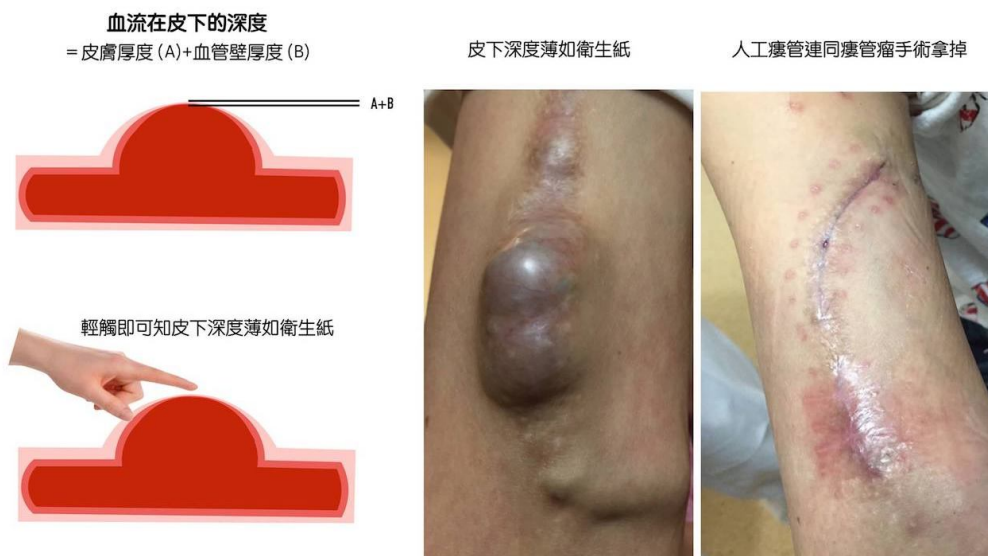 血流在皮下的深度
=皮膚厚度(A)+血管壁厚度(B)
A+B
輕觸即可知皮下深度薄如衛生紙
皮下深度薄如衛生紙
人工瘻管連同瘻管瘤手術拿掉